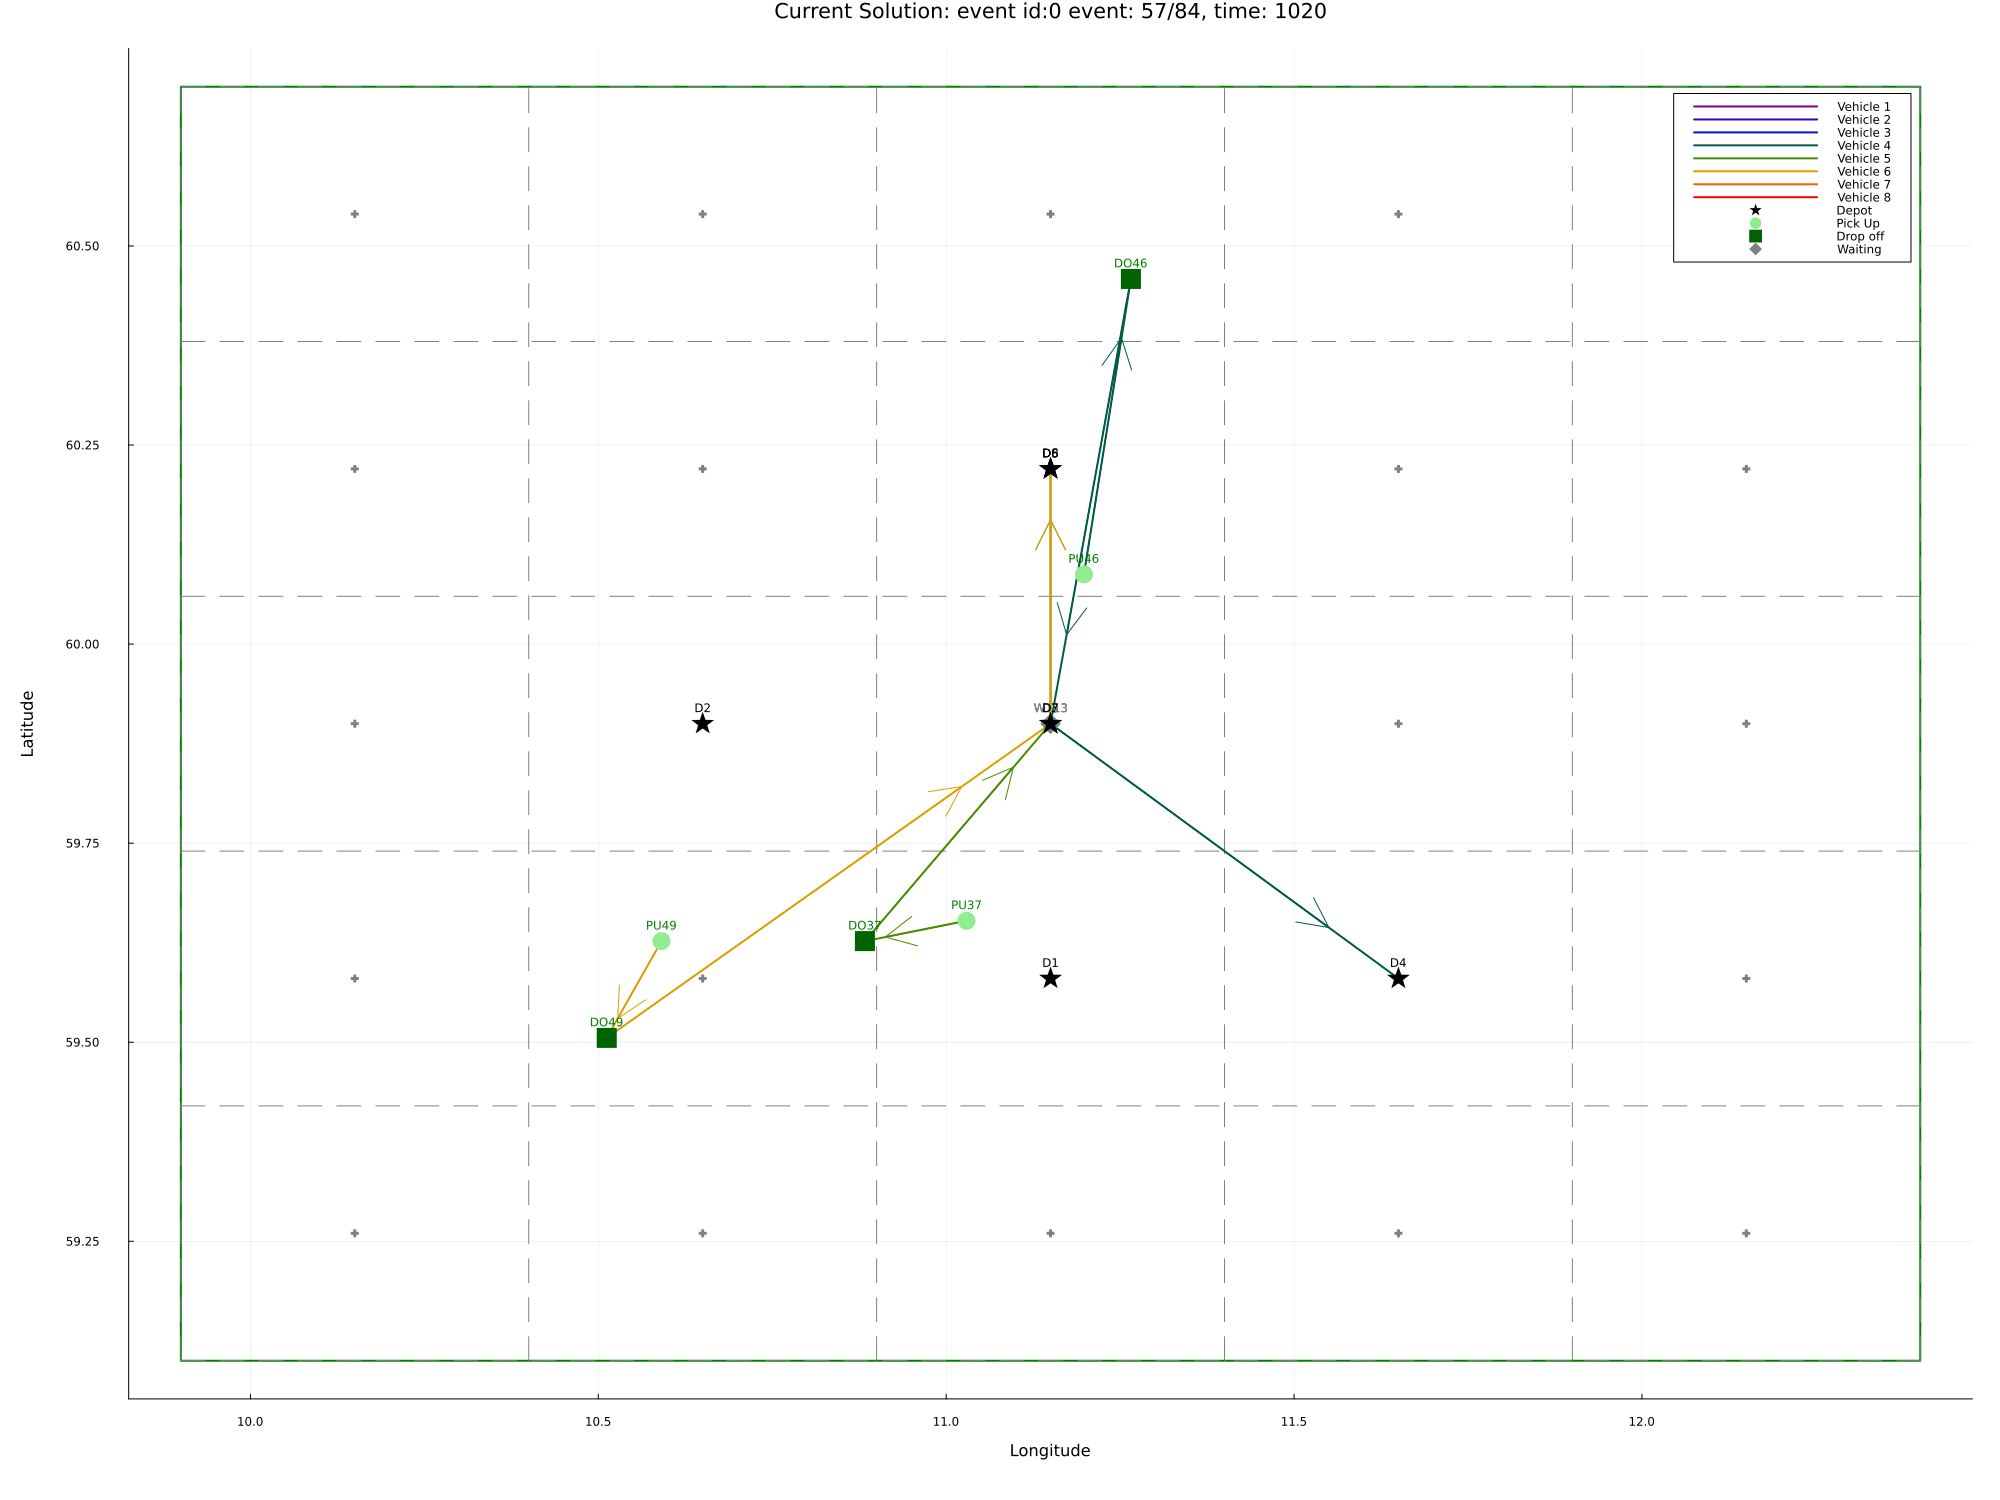 Current Solution: event id:0 event: 57/84, time: 1020
Vehicle 1
Vehicle 2
Vehicle 3
Vehicle 4
Vehicle 5
Vehicle 6
Vehicle 7
Vehicle 8
Depot
Pick Up
Drop off
Waiting
60.50
60.25
60.00
59.75
59.50
59.25
Latitude
DO46
PU46
D2
PU37
PU49
DO37
D1
D4
DO49
10.0
10.5
11.0
11.5
12.0
Longitude